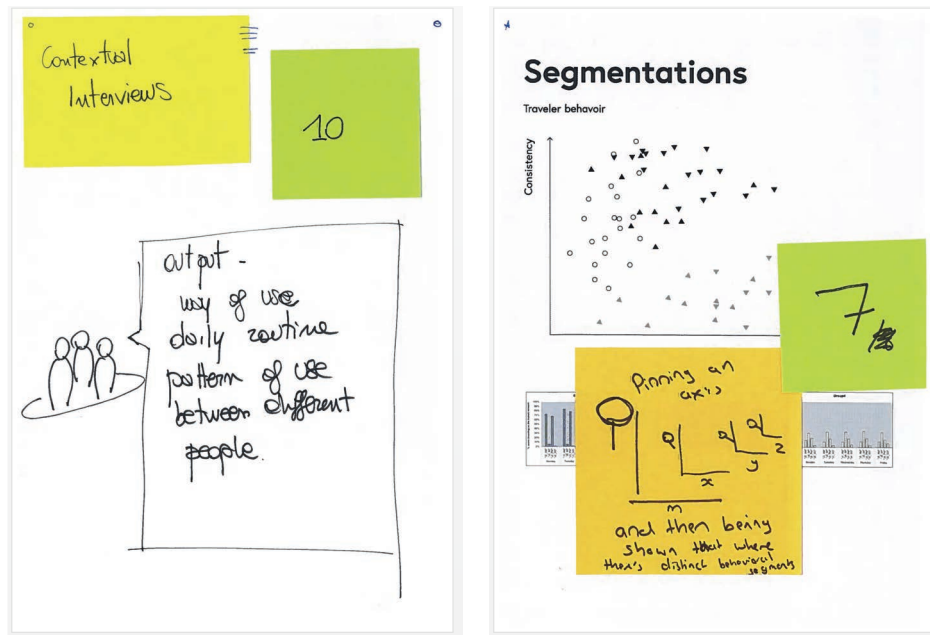 Contextual
Interviews
10
output -
way of use
daily routine
pattern of use
between different
people.
Segmentations
Traveler behavoir
Consistency
7
Pinning an
axis
Q
x
Q
y
Q
z
m
and then being
shown that where
there's distinct behavioral
segments